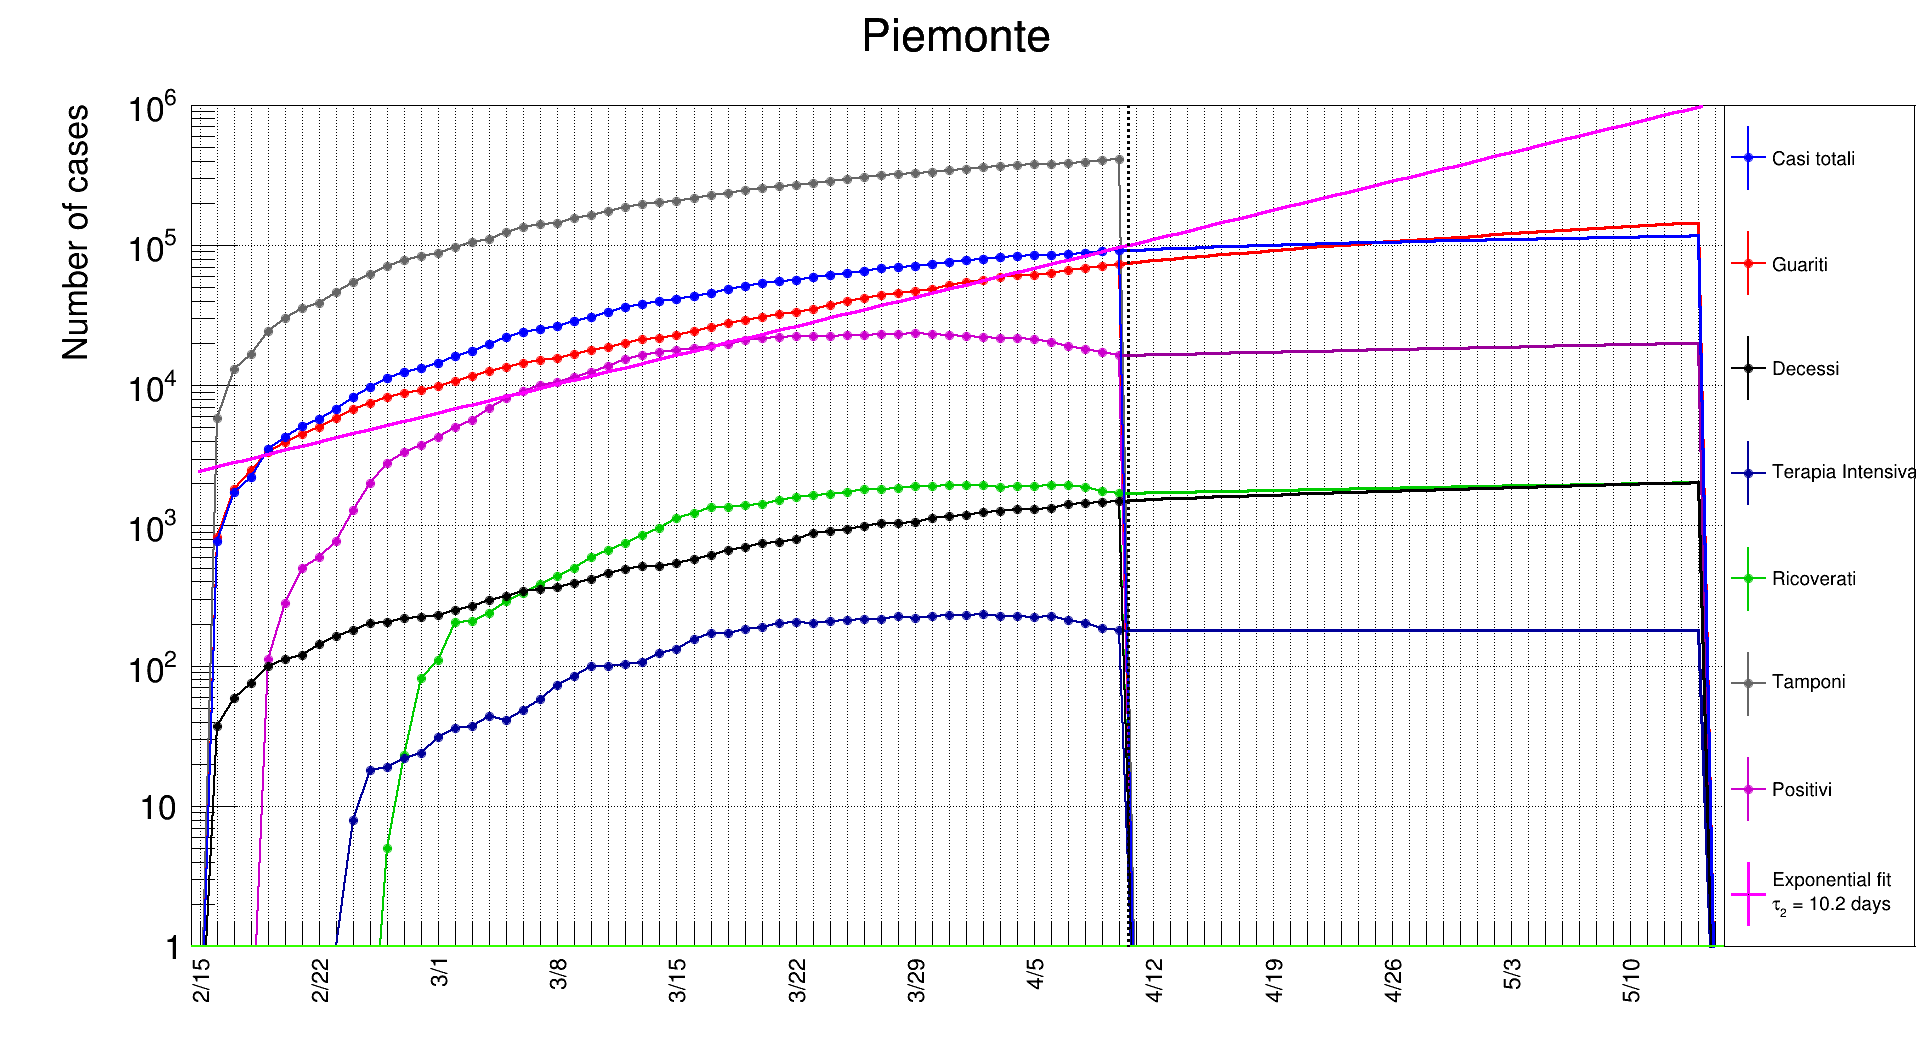 Piemonte
Number of cases
10^6
10^5
10^4
10^3
10^2
10
1
2/15
2/22
3/1
3/8
3/15
3/22
3/29
4/5
4/12
4/19
4/26
5/3
5/10
Casi totali
Guariti
Decessi
Terapia Intensiva
Ricoverati
Tamponi
Positivi
Exponential fit
τ₂ = 10.2 days